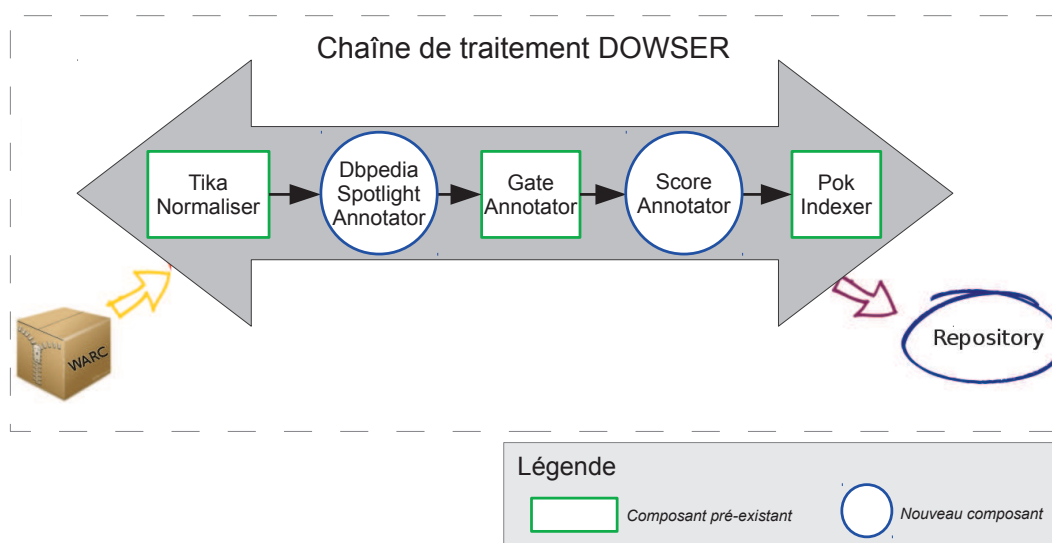 Chaîne de traitement DOWSER
Tika
Normaliser
Dbpedia
Spotlight
Annotator
Gate
Annotator
Score
Annotator
Pok
Indexer
WARC
Repository
Légende
Composant pré-existant
Nouveau composant